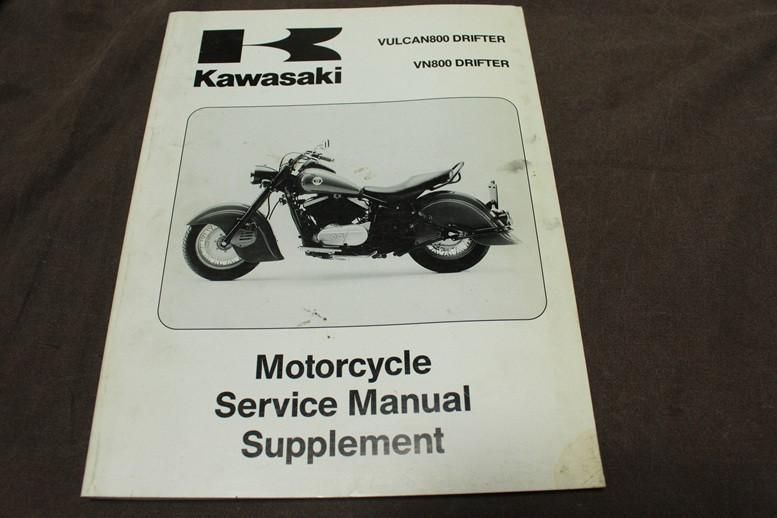 Kawasaki
VULCAN800 DRIFTER
VN800 DRIFTER
Motorcycle
Service Manual
Supplement